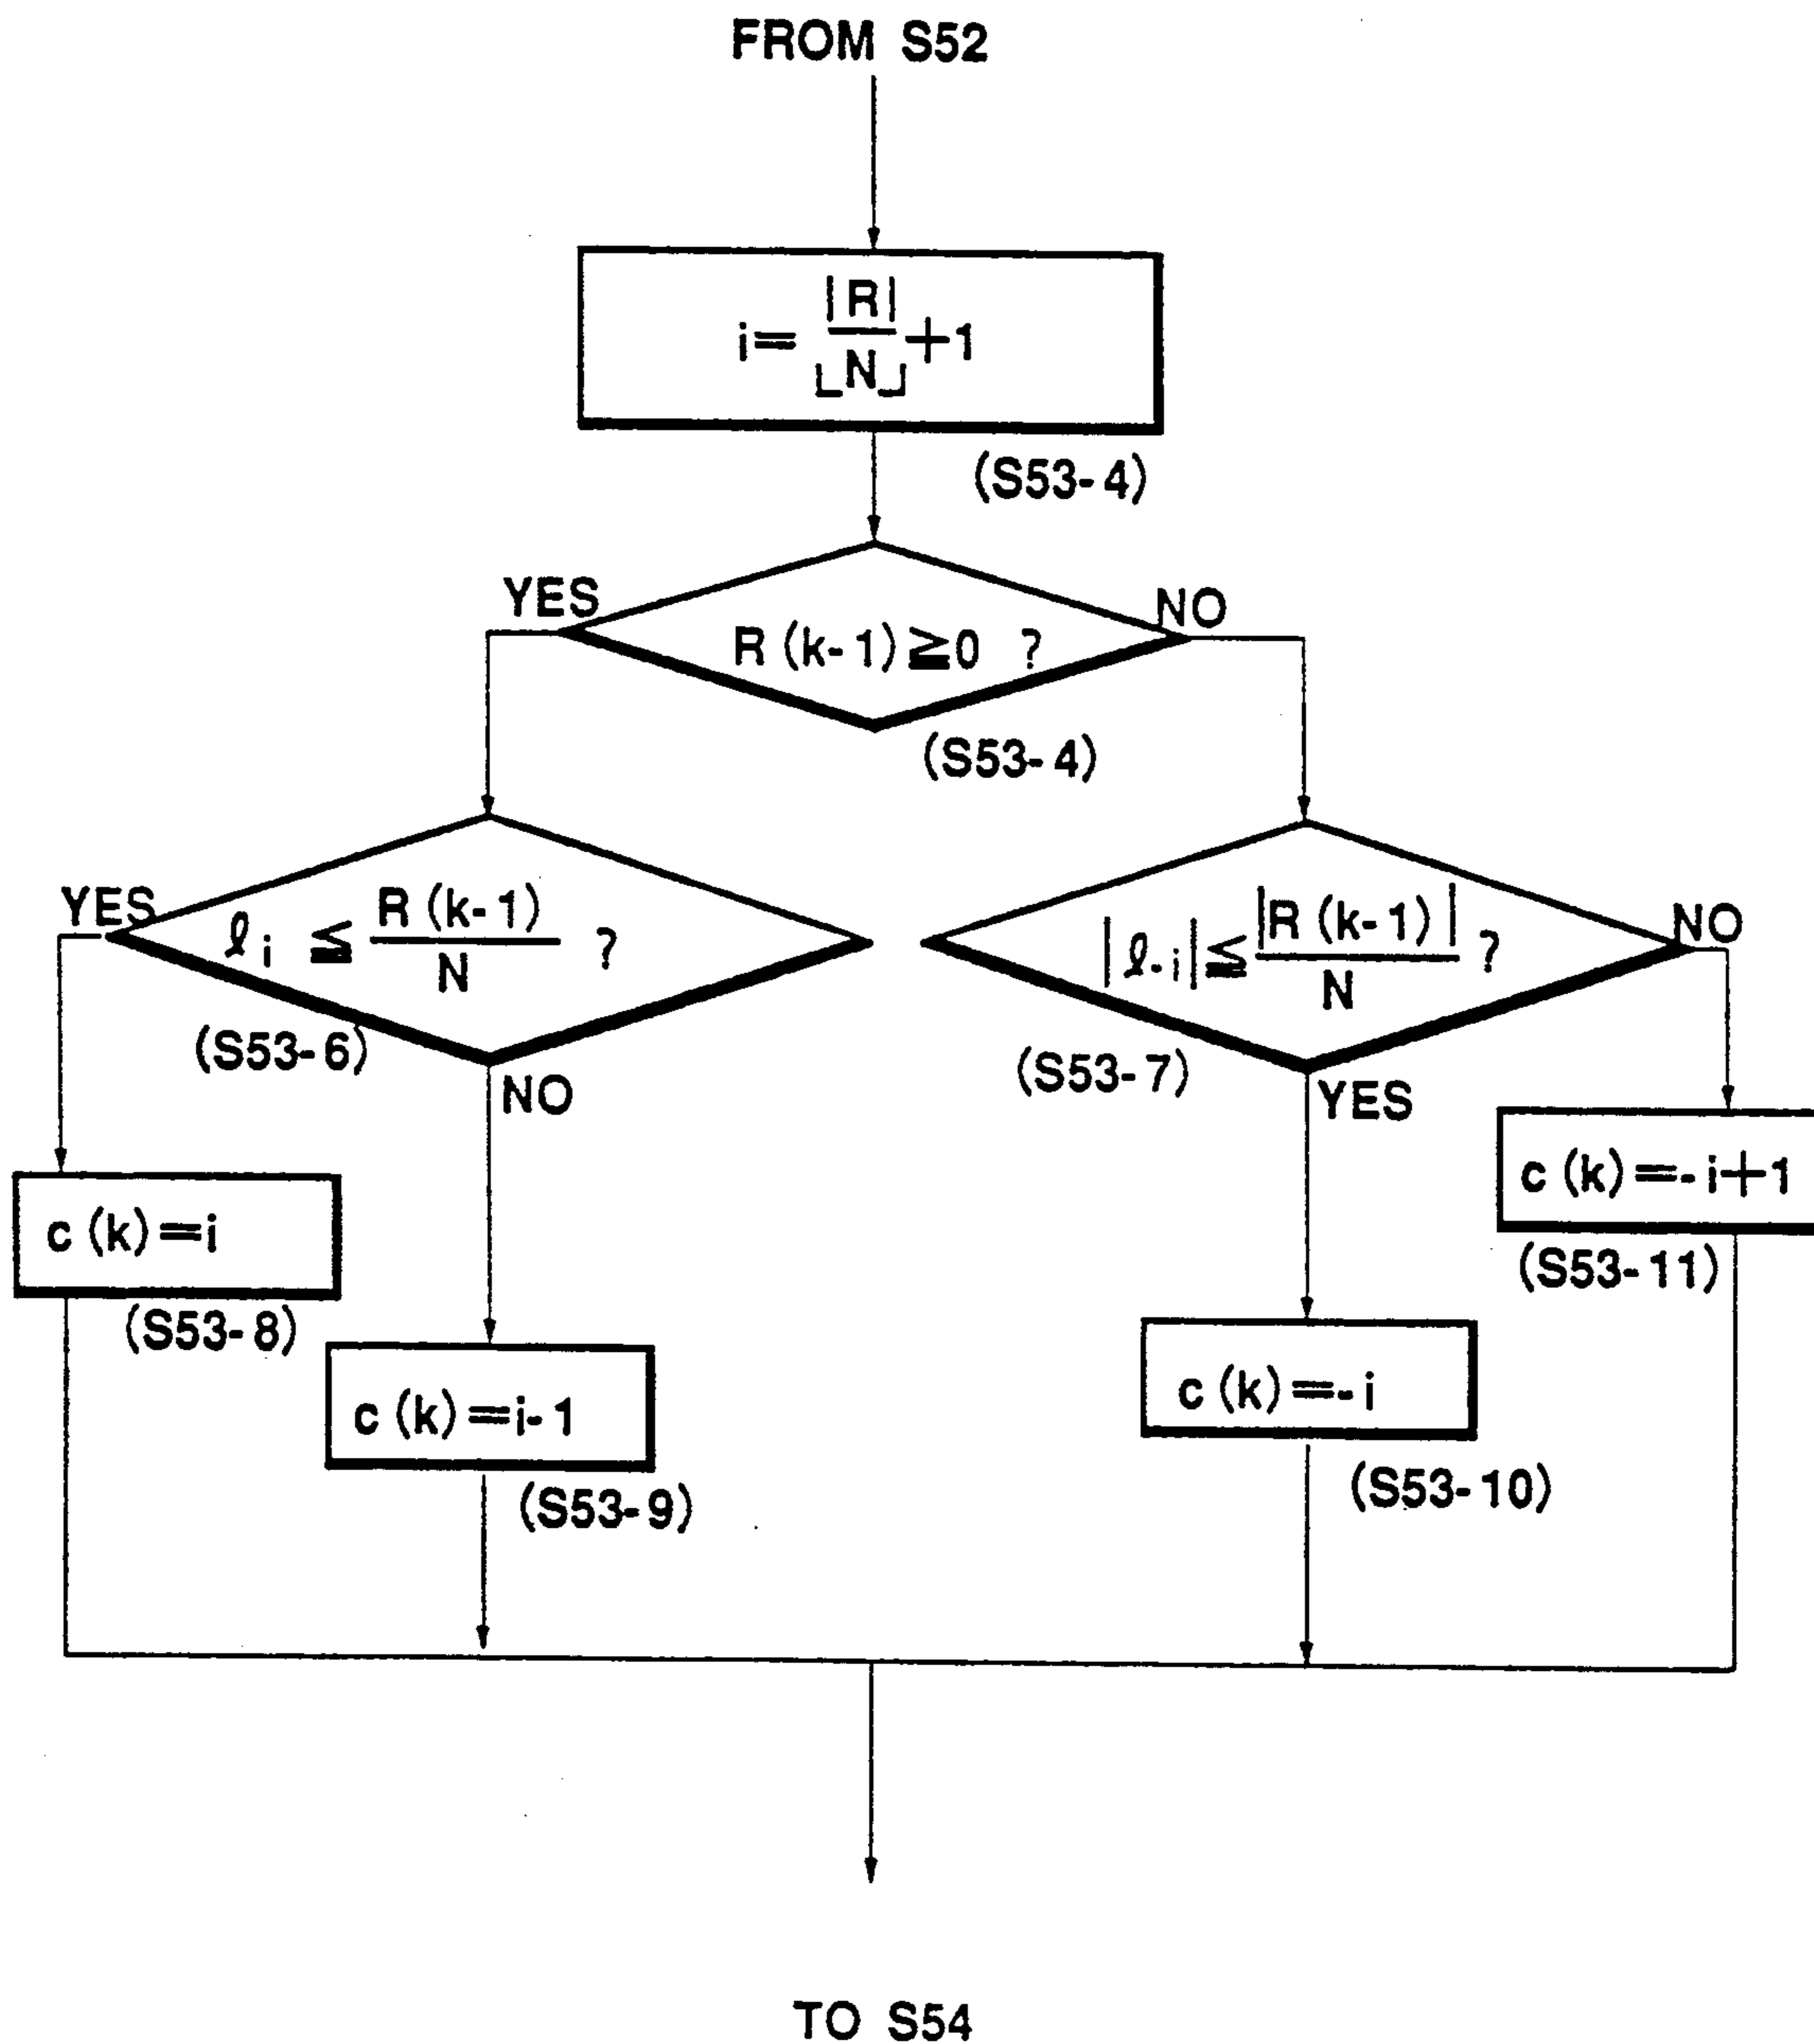 FROM S52
i= |R|/⌊N⌋ +1
(S53-4)
YES
NO
R(k-1)≧0 ?
(S53-4)
YES
ℓi ≦ R(k-1)/N ?
(S53-6)
NO
|ℓ-i|≦ |R(k-1)|/N ?
NO
(S53-7)
YES
c(k)=i
(S53-8)
c(k)=i-1
(S53-9)
c(k)=-i
(S53-10)
c(k)=-i+1
(S53-11)
TO S54